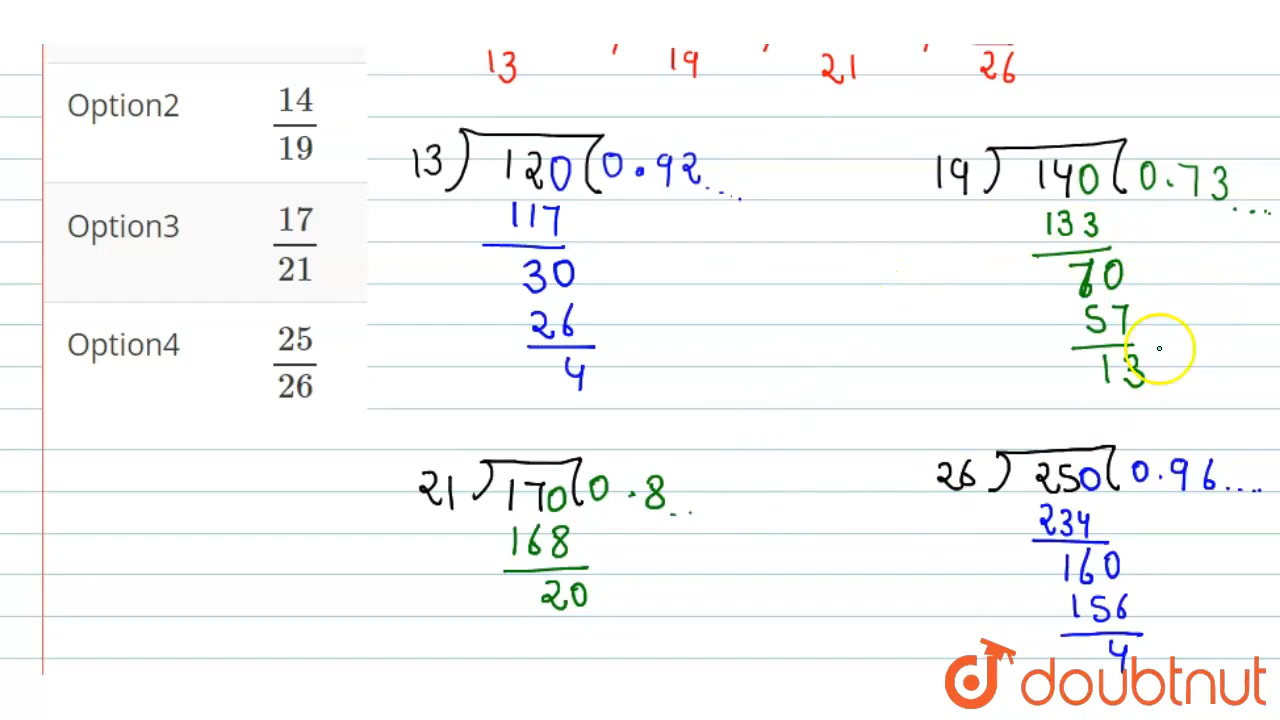 13 , 19 , 21 , 26
Option2 14/19
Option3 17/21
Option4 25/26
13) 120 (0.92....
117
30
26
4
19) 140 (0.73....
133
70
57
13
21) 170 (0.8...
168
20
26) 250 (0.96....
234
160
156
4
doubtnut